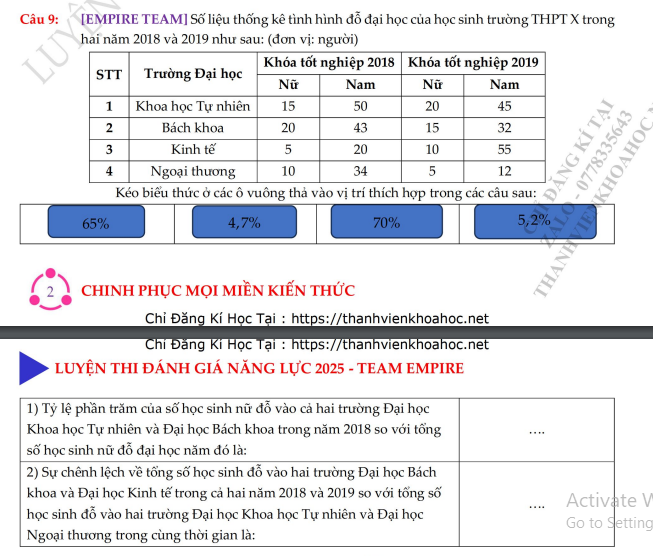 Câu 9: [EMPIRE TEAM] Số liệu thống kê tình hình đỗ đại học của học sinh trường THPT X trong
hai năm 2018 và 2019 như sau: (đơn vị: người)
STT Trường Đại học Khóa tốt nghiệp 2018 Khóa tốt nghiệp 2019
Nữ Nam Nữ Nam
1 Khoa học Tự nhiên 15 50 20 45
2 Bách khoa 20 43 15 32
3 Kinh tế 5 20 10 55
4 Ngoại thương 10 34 5 12
Kéo biểu thức ở các ô vuông thả vào vị trí thích hợp trong các câu sau:
65% 4,7% 70% 5,2%
CHỈ ĐĂNG KÍ TẠI
ZALO - 0778335643
THANHVIENKHOAHOC.N
2 CHINH PHỤC MỌI MIỀN KIẾN THỨC
Chỉ Đăng Kí Học Tại : https://thanhvienkhoahoc.net
Chỉ Đăng Kí Học Tại : https://thanhvienkhoahoc.net
LUYỆN THI ĐÁNH GIÁ NĂNG LỰC 2025 - TEAM EMPIRE
1) Tỷ lệ phần trăm của số học sinh nữ đỗ vào cả hai trường Đại học
Khoa học Tự nhiên và Đại học Bách khoa trong năm 2018 so với tổng
số học sinh nữ đỗ đại học năm đó là:
....
2) Sự chênh lệch về tổng số học sinh đỗ vào hai trường Đại học Bách
khoa và Đại học Kinh tế trong cả hai năm 2018 và 2019 so với tổng số
học sinh đỗ vào hai trường Đại học Khoa học Tự nhiên và Đại học
Ngoại thương trong cùng thời gian là:
....
Activate W
Go to Setting